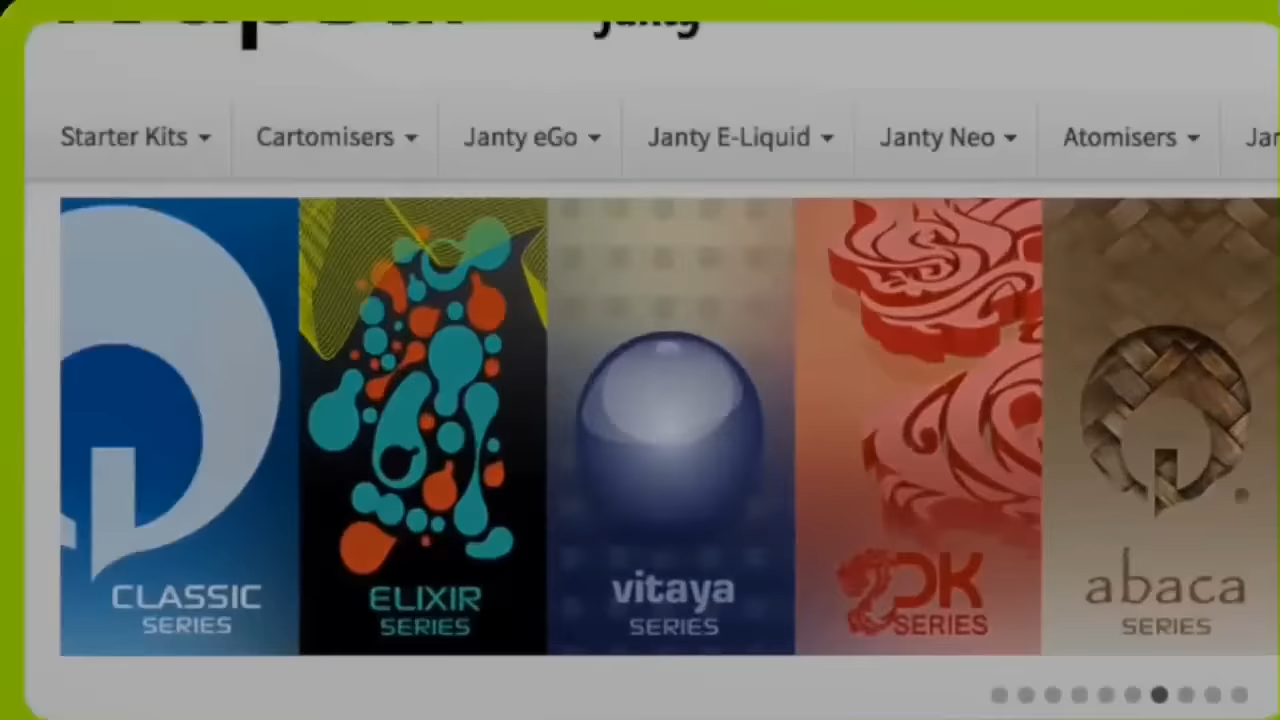 Janty
Starter Kits
Cartomisers
Janty eGo
Janty E-Liquid
Janty Neo
Atomisers
CLASSIC
SERIES
ELIXIR
SERIES
vitaya
SERIES
DK
SERIES
abaca
SERIES